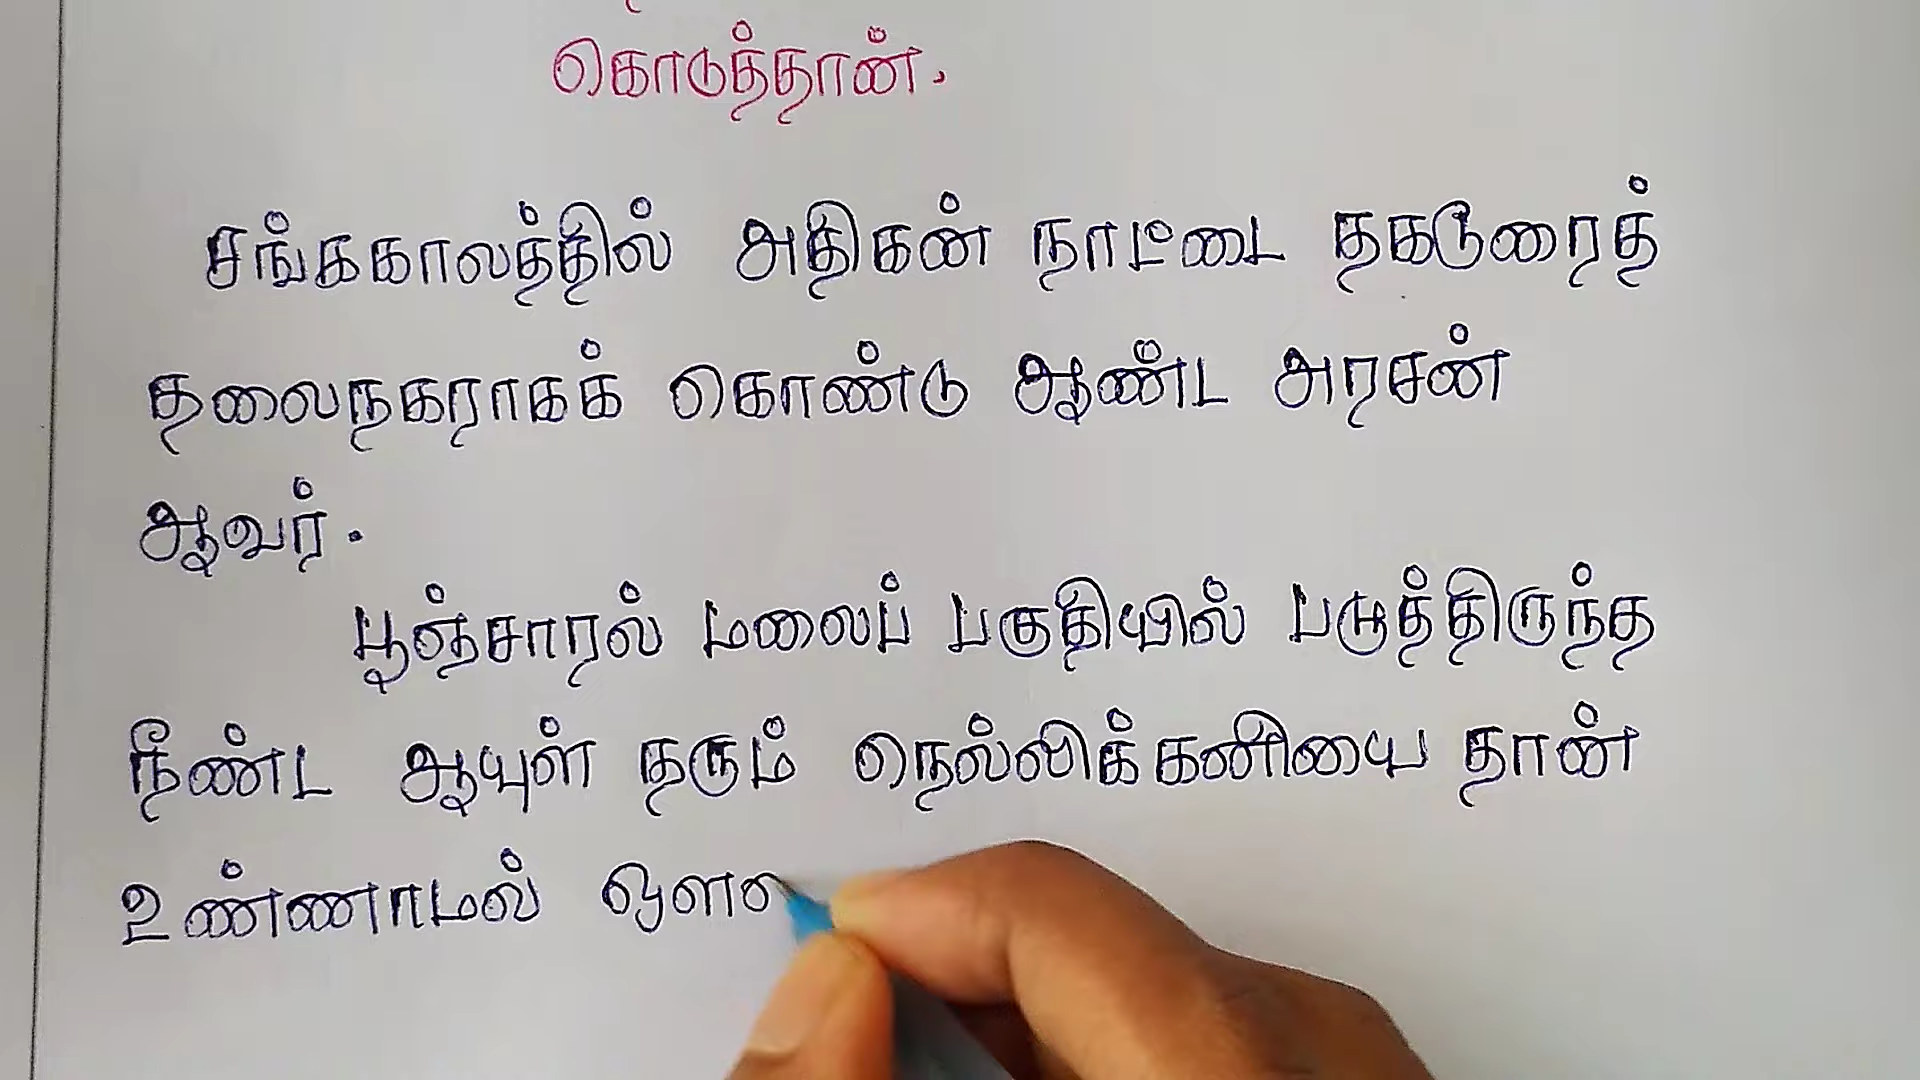 கொடுத்தான்.
சங்ககாலத்தில் அதிகன் நாட்டை தகடூரைத்
தலைநகராகக் கொண்டு ஆண்ட அரசன்
ஆவர்.
பூஞ்சாரல் மலைப் பகுதியில் படுத்திருந்த
நீண்ட ஆயுள் தரும் நெல்லிக்கனியை தான்
உண்ணாமல்